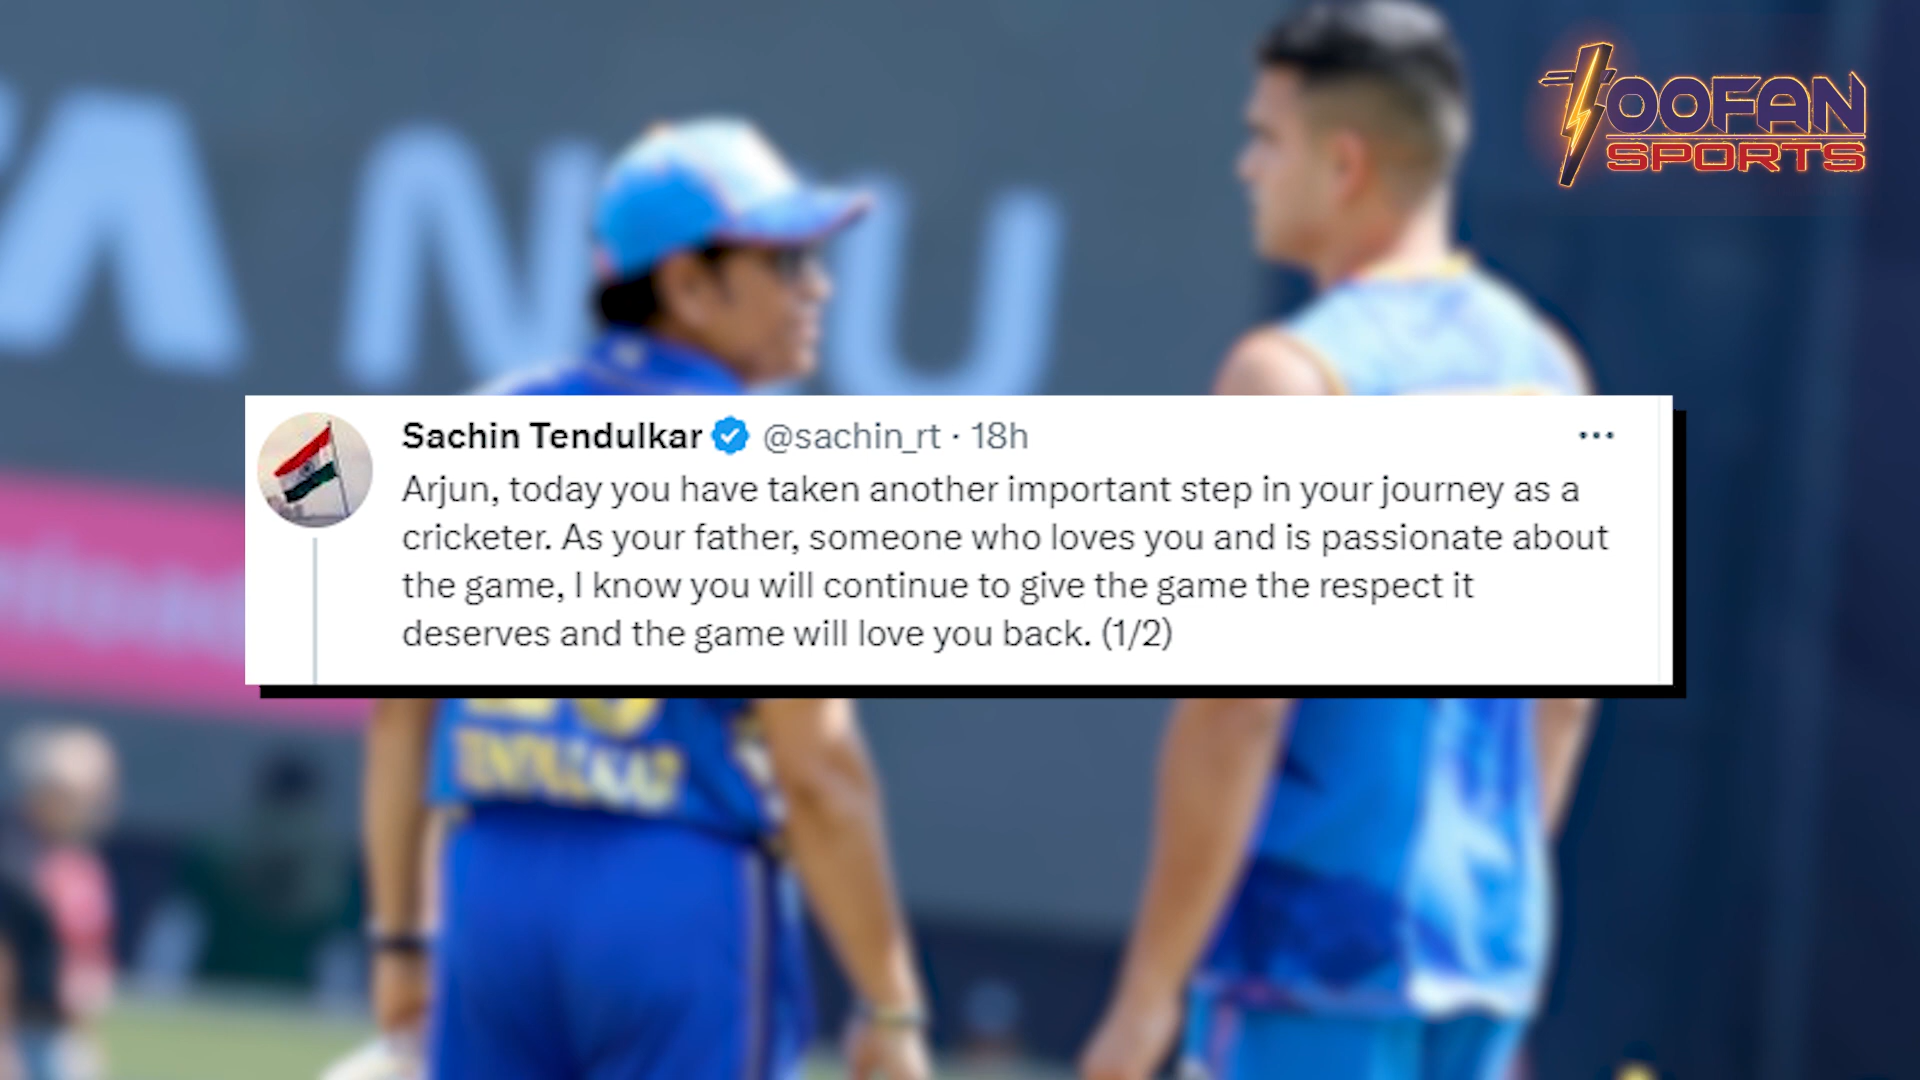 TOOFAN
SPORTS
Sachin Tendulkar @sachin_rt · 18h
Arjun, today you have taken another important step in your journey as a
cricketer. As your father, someone who loves you and is passionate about
the game, I know you will continue to give the game the respect it
deserves and the game will love you back. (1/2)
TENDULKAR